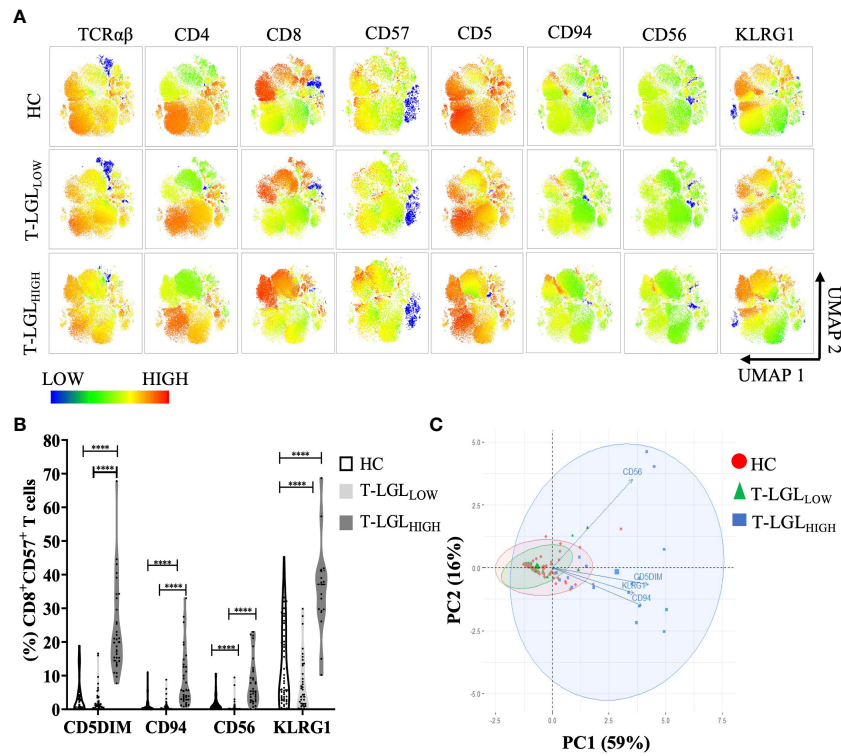 A
TCRαβ CD4 CD8 CD57 CD5 CD94 CD56 KLRG1
HC
T-LGLLOW
T-LGLHIGH
LOW HIGH
UMAP 1
UMAP 2
B
(%) CD8+CD57+ T cells
80
70
60
50
40
30
20
10
0
**** **** **** **** **** **** **** ****
CD5DIM CD94 CD56 KLRG1
HC
T-LGLLOW
T-LGLHIGH
C
PC2 (16%)
5.0
2.5
0.0
-2.5
-5.0
CD56
CD5DIM
KLRG1
CD94
-2.5 0.0 2.5 5.0 7.5
PC1 (59%)
HC
T-LGLLOW
T-LGLHIGH